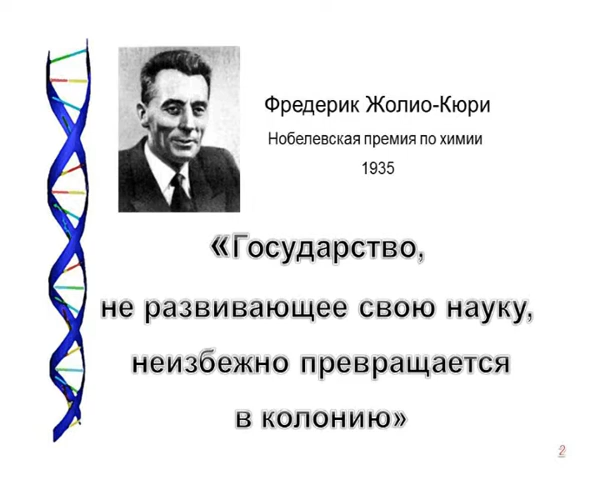 Фредерик Жолио-Кюри
Нобелевская премия по химии
1935
«Государство,
не развивающее свою науку,
неизбежно превращается
в колонию»
2